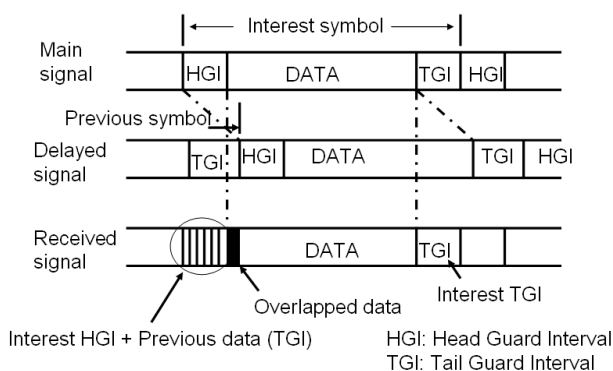 Interest symbol
Main
signal
HGI DATA TGI HGI
Previous symbol
Delayed
signal
TGI HGI DATA TGI HGI
Received
signal
DATA TGI
Overlapped data
Interest TGI
Interest HGI + Previous data (TGI)
HGI: Head Guard Interval
TGI: Tail Guard Interval